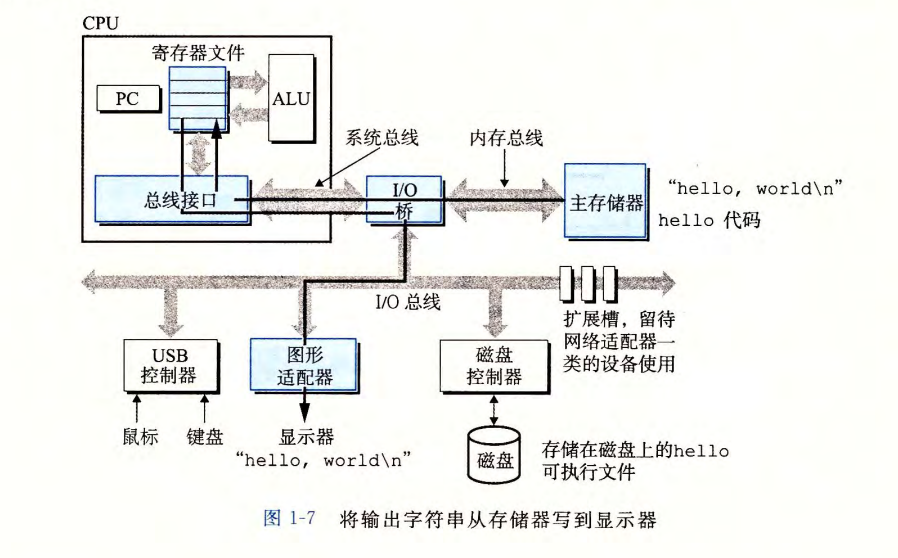 CPU
寄存器文件
PC
ALU
系统总线
内存总线
总线接口
I/O
桥
主存储器
“hello, world\n”
hello 代码
I/O 总线
扩展槽，留待
网络适配器一
类的设备使用
USB
控制器
图形
适配器
磁盘
控制器
鼠标
键盘
显示器
“hello, world\n”
磁盘
存储在磁盘上的hello
可执行文件
图 1-7 将输出字符串从存储器写到显示器